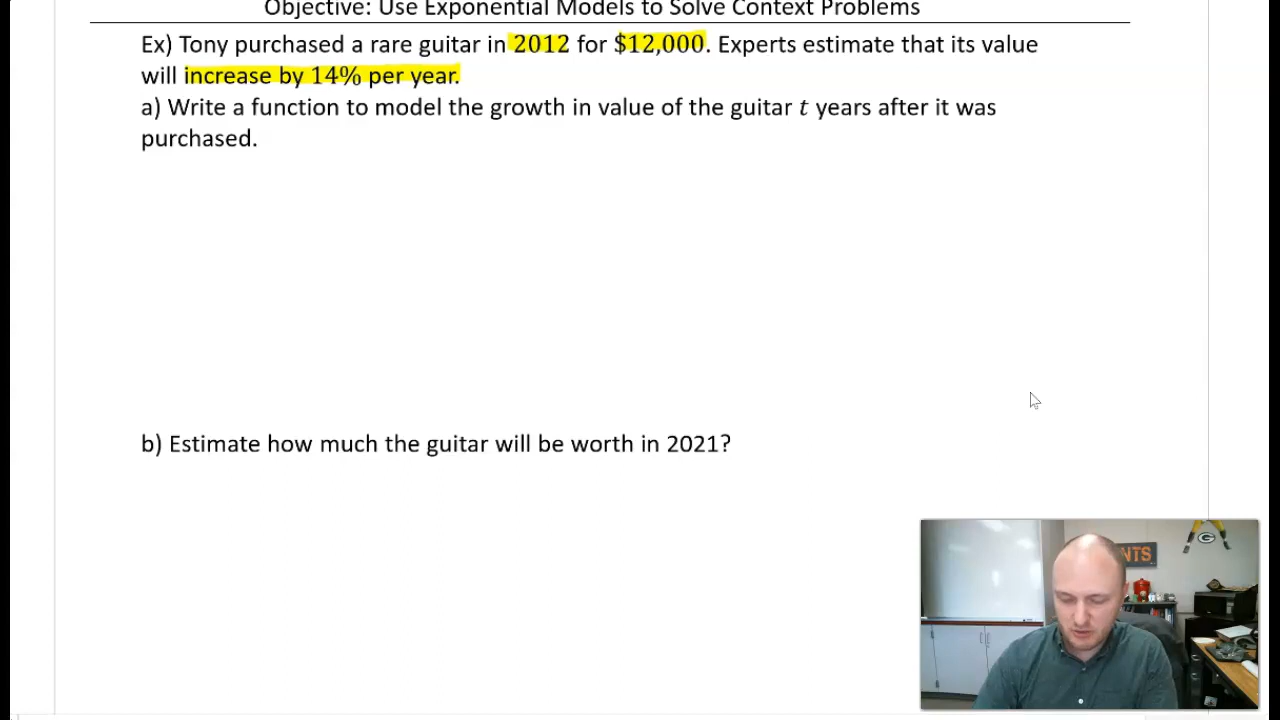 Objective: Use Exponential Models to Solve Context Problems
Ex) Tony purchased a rare guitar in 2012 for $12,000. Experts estimate that its value
will increase by 14% per year.
a) Write a function to model the growth in value of the guitar t years after it was
purchased.
b) Estimate how much the guitar will be worth in 2021?
NTS
G